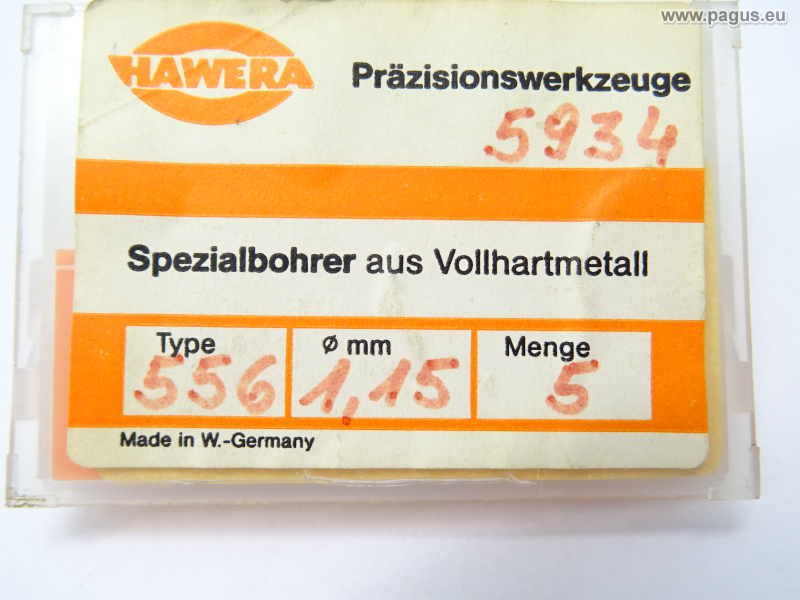 www.pagus.eu
HAWERA
Präzisionswerkzeuge
5934
Spezialbohrer aus Vollhartmetall
Type ø mm Menge
556 1,15 5
Made in W.-Germany